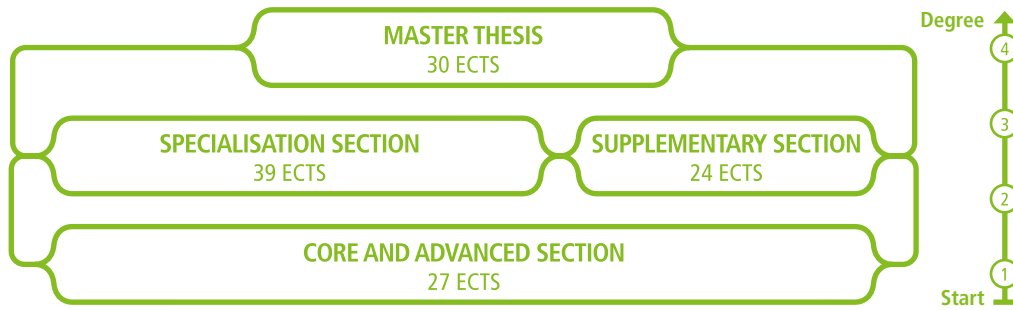 MASTER THESIS
30 ECTS
SPECIALISATION SECTION
39 ECTS
SUPPLEMENTARY SECTION
24 ECTS
CORE AND ADVANCED SECTION
27 ECTS
Degree
4
3
2
1
Start